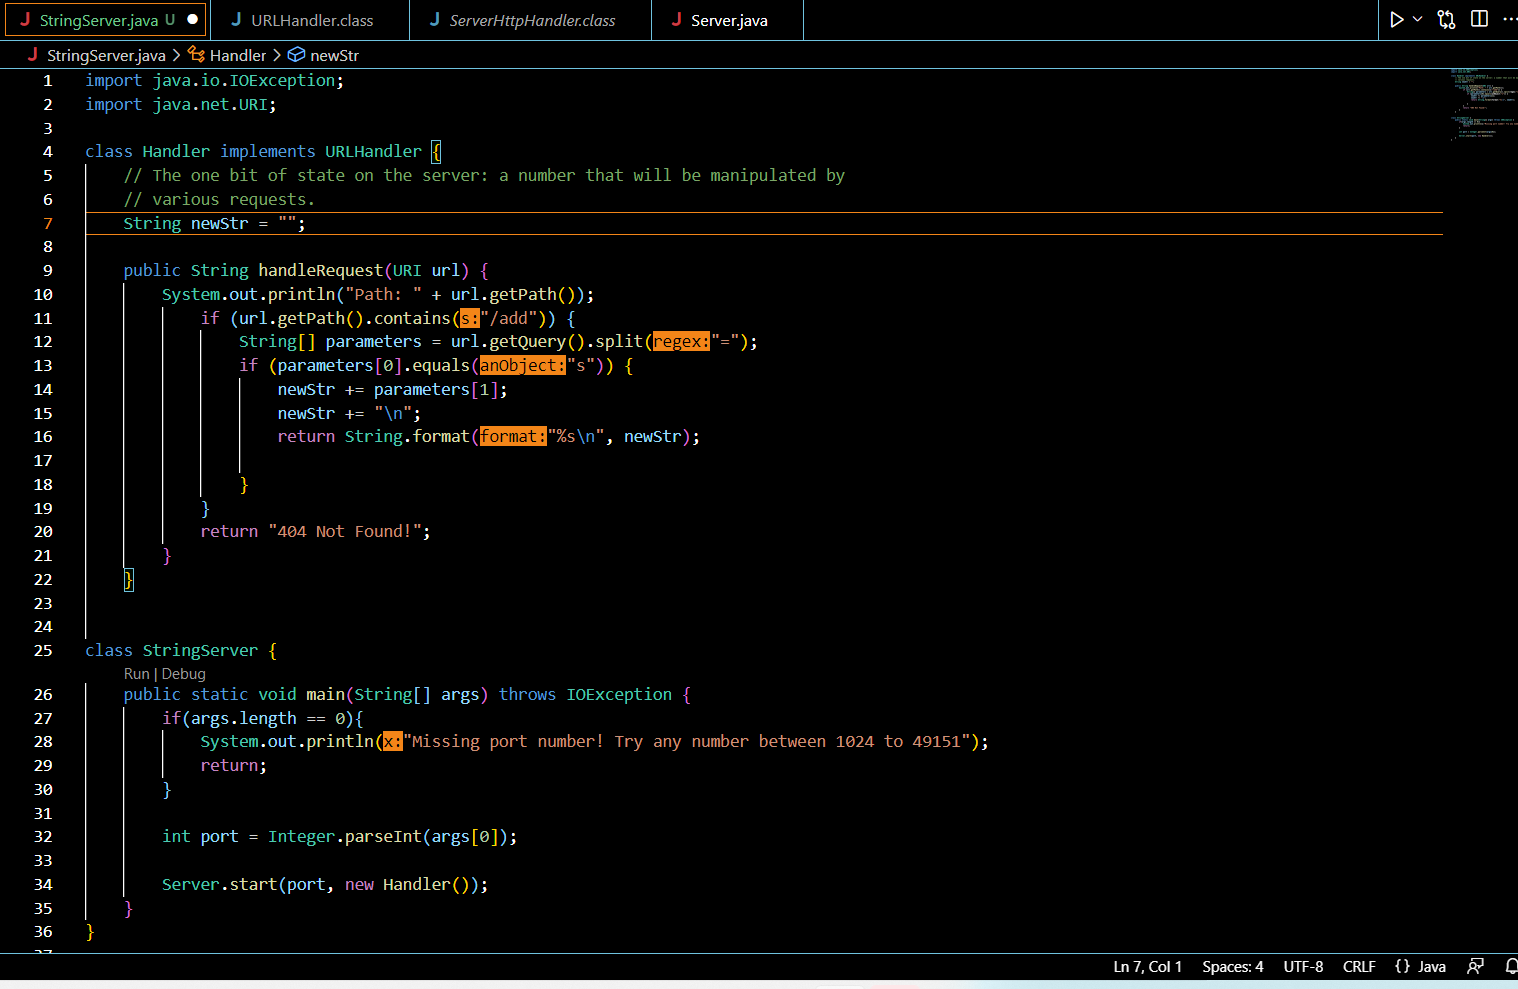 StringServer.java U
URLHandler.class
ServerHttpHandler.class
Server.java
StringServer.java > Handler > newStr
1 import java.io.IOException;
2 import java.net.URI;
3
4 class Handler implements URLHandler {
5 // The one bit of state on the server: a number that will be manipulated by
6 // various requests.
7 String newStr = "";
8
9 public String handleRequest(URI url) {
10 System.out.println("Path: " + url.getPath());
11 if (url.getPath().contains(s:"/add")) {
12 String[] parameters = url.getQuery().split(regex:"=");
13 if (parameters[0].equals(anObject:"s")) {
14 newStr += parameters[1];
15 newStr += "\n";
16 return String.format(format:"%s\n", newStr);
17
18 }
19 }
20 return "404 Not Found!";
21 }
22 }
23
24
25 class StringServer {
Run | Debug
26 public static void main(String[] args) throws IOException {
27 if(args.length == 0){
28 System.out.println(x:"Missing port number! Try any number between 1024 to 49151");
29 return;
30 }
31
32 int port = Integer.parseInt(args[0]);
33
34 Server.start(port, new Handler());
35 }
36 }
Ln 7, Col 1 Spaces: 4 UTF-8 CRLF {} Java